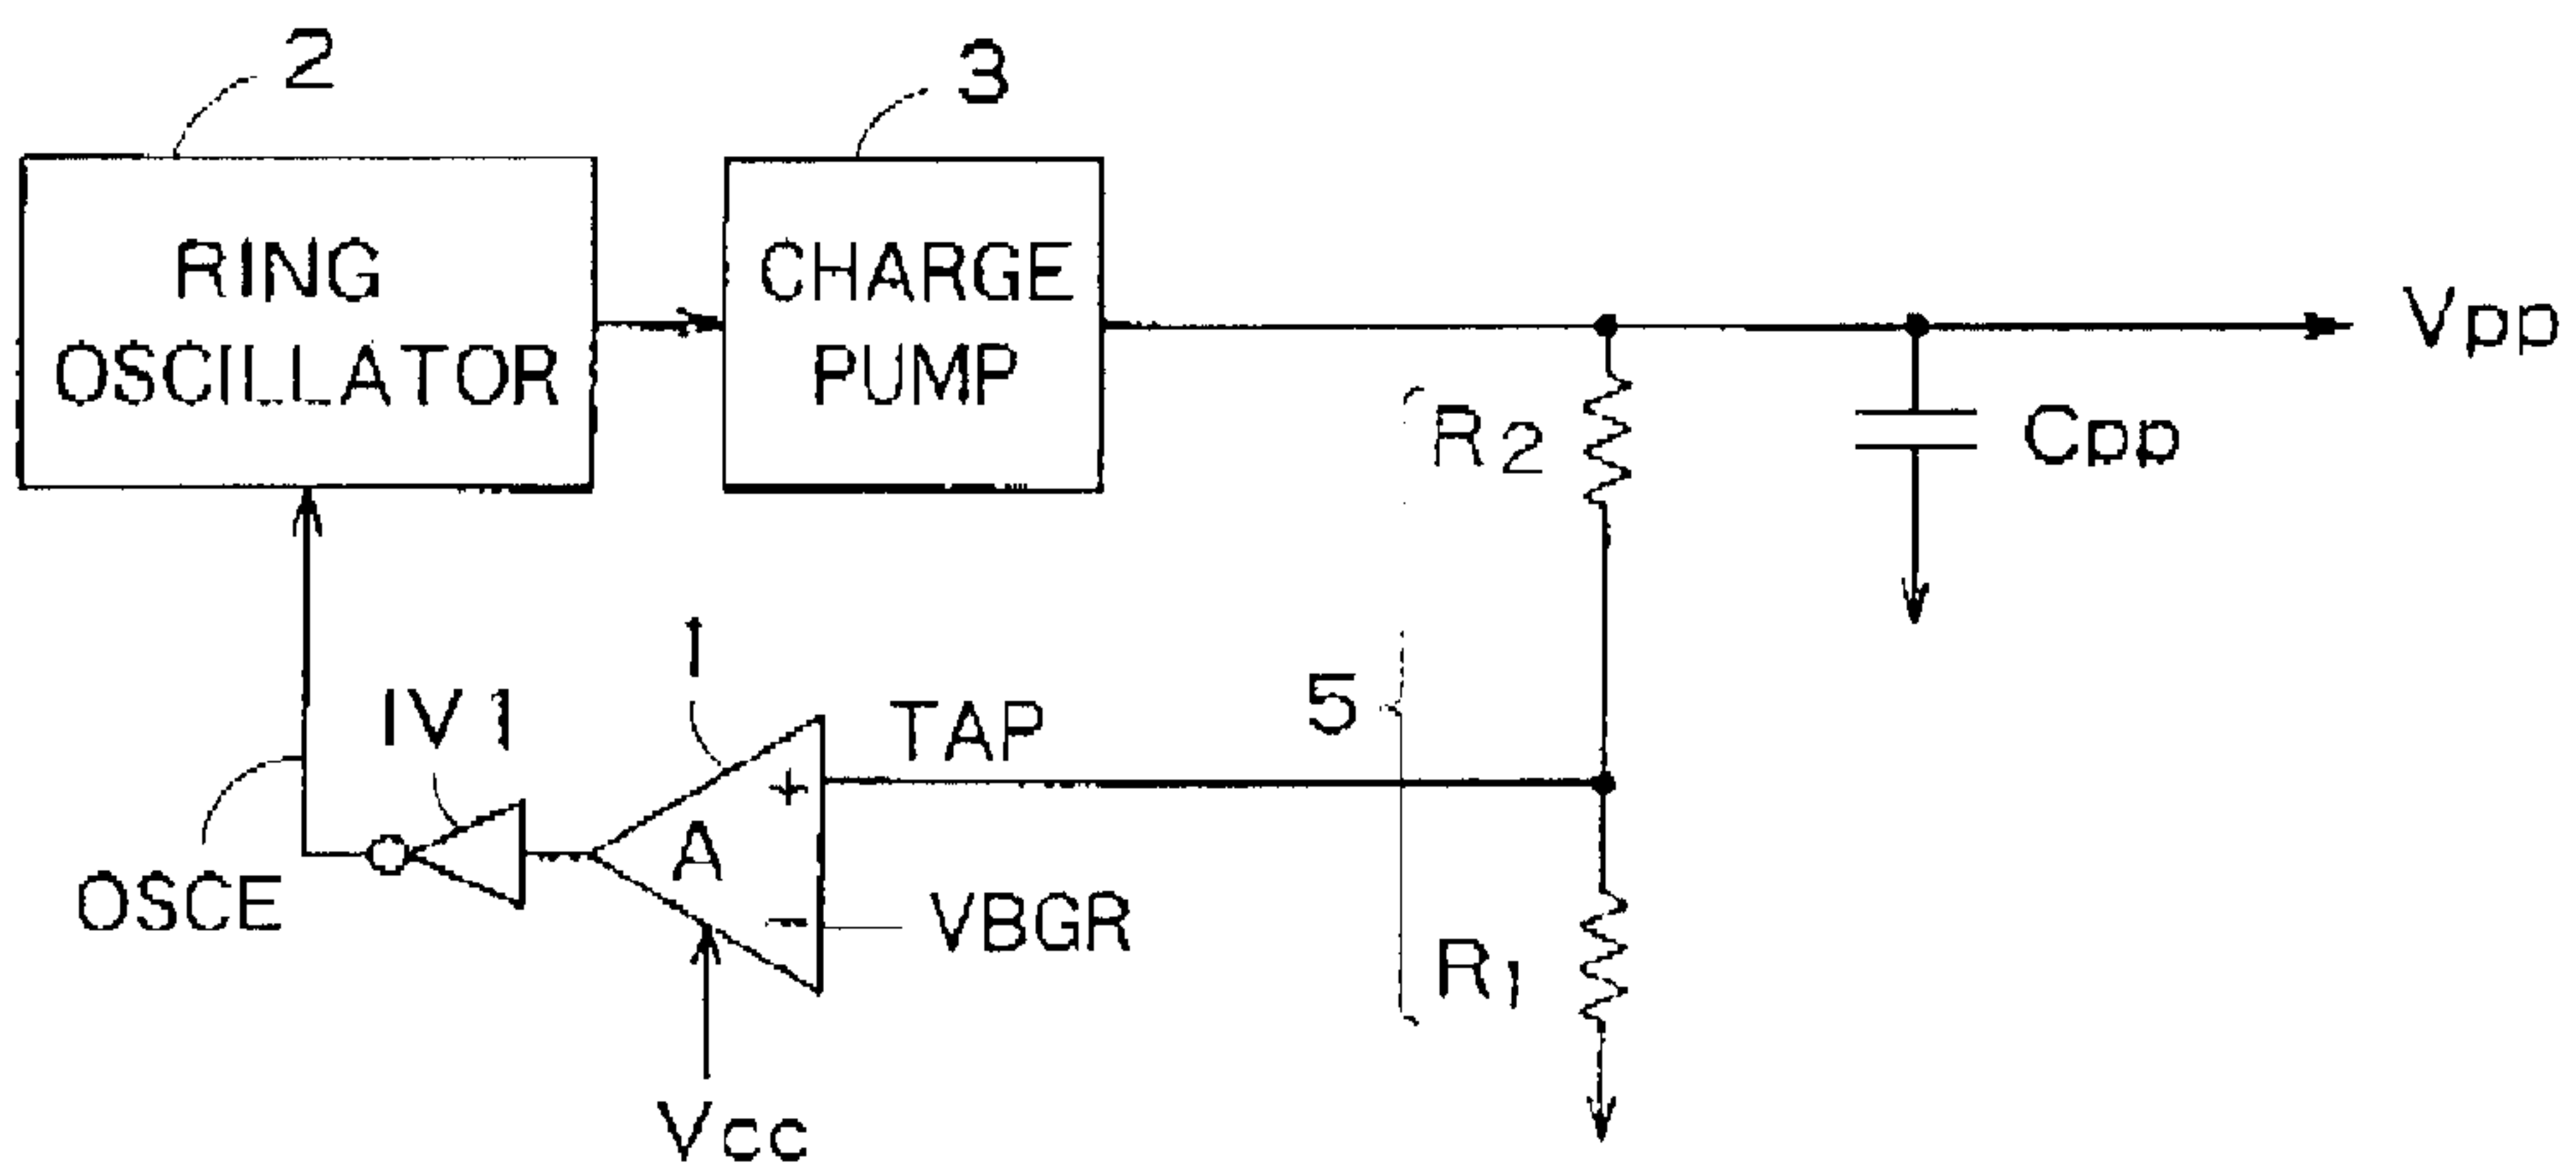 2
3
RING
OSCILLATOR
CHARGE
PUMP
Vpp
R2
Cpp
1
IV1
TAP
5
+
A
OSCE
−
VBGR
R1
Vcc